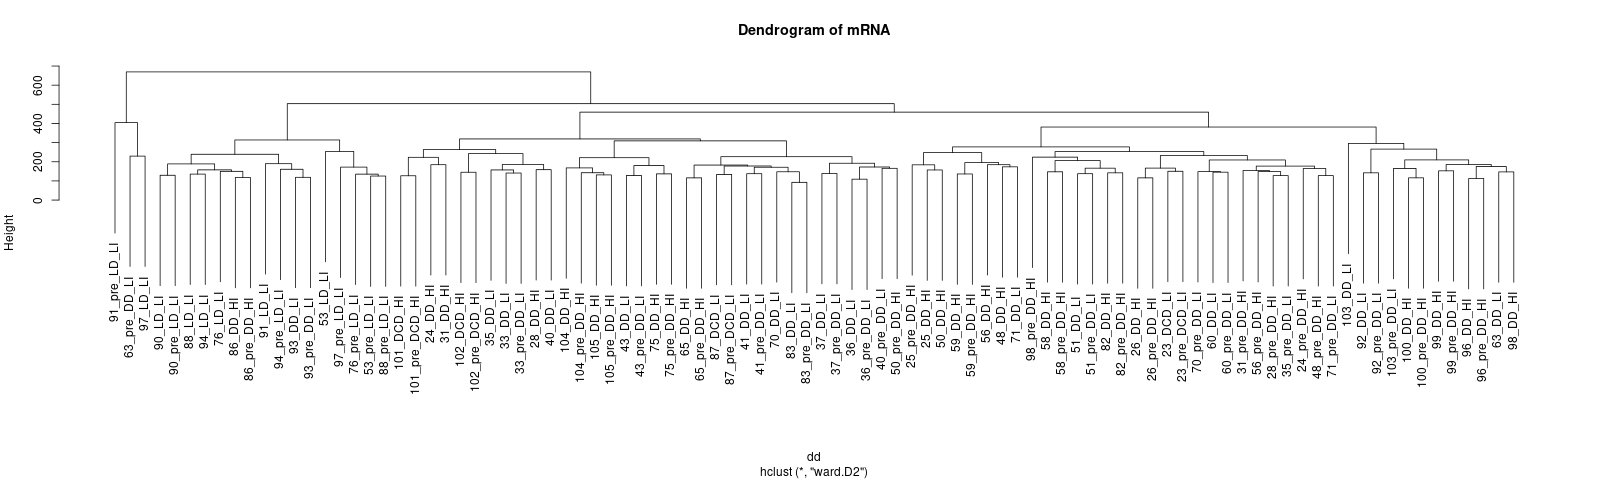 Dendrogram of mRNA
Height
0
200
400
600
91_pre_LD_LI
63_pre_DD_LI
97_LD_LI
90_LD_LI
90_pre_LD_LI
88_LD_LI
94_LD_LI
76_LD_LI
86_DD_HI
86_pre_DD_HI
91_LD_LI
94_pre_LD_LI
93_DD_LI
93_pre_DD_LI
53_LD_LI
97_pre_LD_LI
76_pre_LD_LI
53_pre_LD_LI
88_pre_LD_LI
101_DCD_HI
101_pre_DCD_HI
24_DD_HI
31_DD_HI
102_DCD_HI
102_pre_DCD_HI
35_DD_LI
33_DD_LI
33_pre_DD_LI
28_DD_HI
40_DD_LI
104_DD_HI
104_pre_DD_HI
105_DD_HI
105_pre_DD_HI
43_DD_LI
43_pre_DD_LI
75_DD_HI
75_pre_DD_HI
65_DD_HI
65_pre_DD_HI
87_DCD_LI
87_pre_DCD_LI
41_DD_LI
41_pre_DD_LI
70_DD_LI
83_DD_LI
83_pre_DD_LI
37_DD_LI
37_pre_DD_LI
36_DD_LI
36_pre_DD_LI
40_pre_DD_LI
50_pre_DD_HI
25_pre_DD_HI
25_DD_HI
50_DD_HI
59_DD_HI
59_pre_DD_HI
56_DD_HI
48_DD_HI
71_DD_LI
98_pre_DD_HI
58_DD_HI
58_pre_DD_HI
51_DD_LI
51_pre_DD_LI
82_DD_HI
82_pre_DD_HI
26_DD_HI
26_pre_DD_HI
23_DCD_LI
23_pre_DCD_LI
70_pre_DD_LI
60_DD_LI
60_pre_DD_LI
31_pre_DD_HI
56_pre_DD_HI
28_pre_DD_HI
35_pre_DD_LI
24_pre_DD_HI
48_pre_DD_HI
71_pre_DD_LI
103_DD_LI
92_DD_LI
92_pre_DD_LI
103_pre_DD_LI
100_DD_HI
100_pre_DD_HI
99_DD_HI
99_pre_DD_HI
96_DD_HI
96_pre_DD_HI
63_DD_LI
98_DD_HI
dd
hclust (*, "ward.D2")